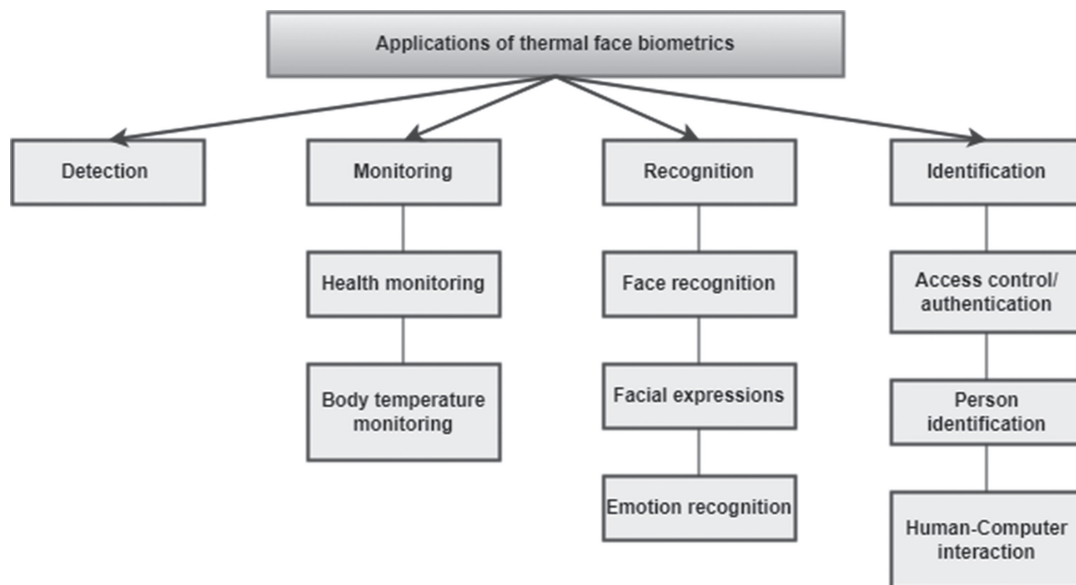 Applications of thermal face biometrics
Detection
Monitoring
Recognition
Identification
Health monitoring
Face recognition
Access control/
authentication
Body temperature
monitoring
Facial expressions
Person
identification
Emotion recognition
Human-Computer
interaction